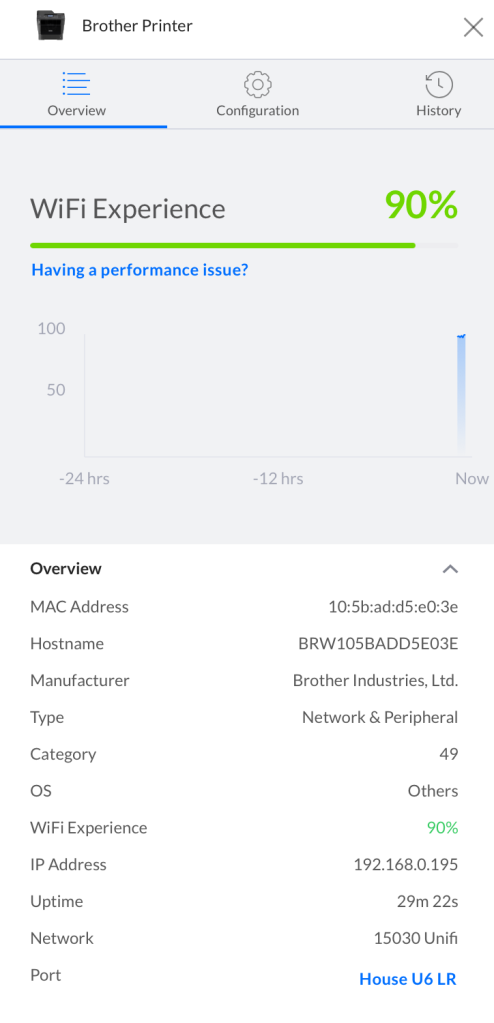 Brother Printer
Overview Configuration History
WiFi Experience 90%
Having a performance issue?
100
50
-24 hrs -12 hrs Now
Overview
MAC Address 10:5b:ad:d5:e0:3e
Hostname BRW105BADD5E03E
Manufacturer Brother Industries, Ltd.
Type Network & Peripheral
Category 49
OS Others
WiFi Experience 90%
IP Address 192.168.0.195
Uptime 29m 22s
Network 15030 Unifi
Port House U6 LR